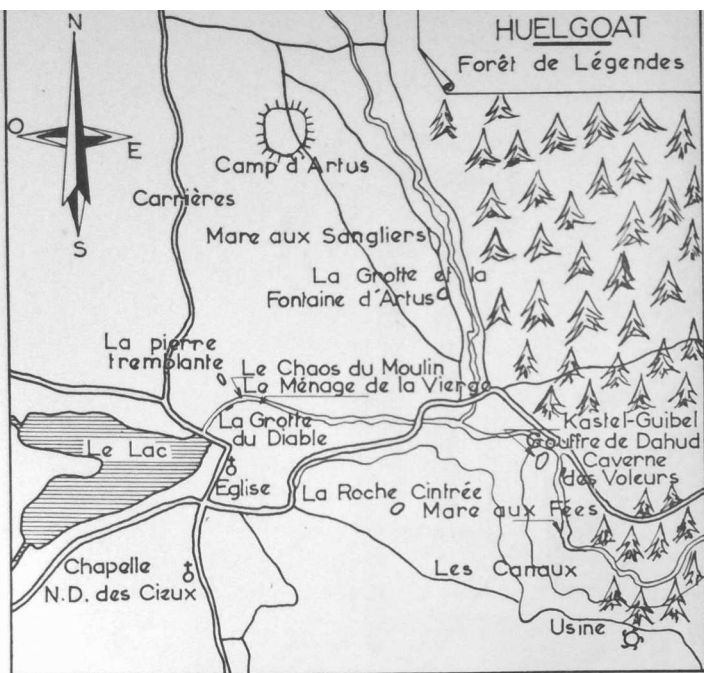 HUELGOAT
Forêt de Légendes
N
O
E
S
Camp d'Artus
Carrières
Mare aux Sangliers
La Grotte et la
Fontaine d'Artus
La pierre
tremplante
Le Chaos du Moulin
Le Ménage de la Vierge
La Grotte
du Diable
Le Lac
Eglise
Kastel-Guibel
Gouffre de Dahud
Caverne
des Voleurs
La Roche Cintrée
Mare aux Fées
Chapelle
N.D. des Cieux
Les Canaux
Usine